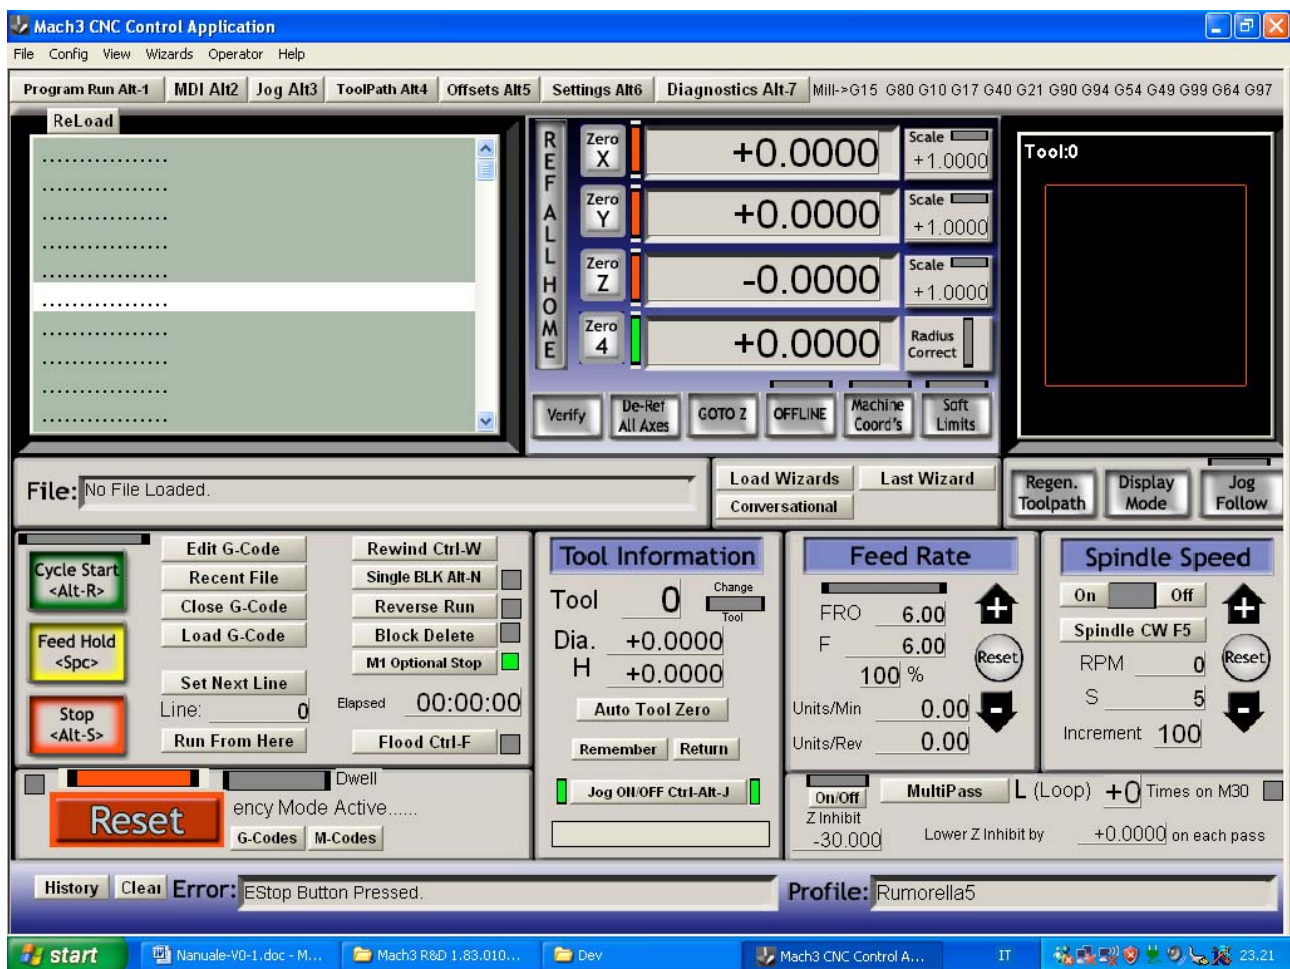 Mach3 CNC Control Application
File Config View Wizards Operator Help
Program Run Alt-1 MDI Alt2 Jog Alt3 ToolPath Alt4 Offsets Alt5 Settings Alt6 Diagnostics Alt-7 Mill->G15 G80 G10 G17 G40 G21 G90 G94 G54 G49 G99 G64 G97
ReLoad
..................
..................
..................
..................
..................
..................
..................
..................
..................
..................
REF ALL HOME
Zero X +0.0000 Scale +1.0000
Zero Y +0.0000 Scale +1.0000
Zero Z -0.0000 Scale +1.0000
Zero 4 +0.0000 Radius Correct
Verify De-Ref All Axes GOTO Z OFFLINE Machine Coord's Soft Limits
Tool:0
File: No File Loaded.
Load Wizards Last Wizard
Conversational
Regen. Toolpath Display Mode Jog Follow
Cycle Start <Alt-R>
Feed Hold <Spc>
Stop <Alt-S>
Edit G-Code
Recent File
Close G-Code
Load G-Code
Set Next Line
Line: 0
Run From Here
Rewind Ctrl-W
Single BLK Alt-N
Reverse Run
Block Delete
M1 Optional Stop
Elapsed 00:00:00
Flood Ctrl-F
Dwell
Reset
ency Mode Active......
G-Codes M-Codes
Tool Information
Tool 0 Change Tool
Dia. +0.0000
H +0.0000
Auto Tool Zero
Remember Return
Jog ON/OFF Ctrl-Alt-J
Feed Rate
FRO 6.00
F 6.00
100 %
Reset
Units/Min 0.00
Units/Rev 0.00
Spindle Speed
On Off
Spindle CW F5
RPM 0
Reset
S 5
Increment 100
On/Off
Z Inhibit
-30.000
MultiPass L (Loop) +0 Times on M30
Lower Z Inhibit by +0.0000 on each pass
History Clear Error: EStop Button Pressed.
Profile: Rumorella5
start Nanuale-V0-1.doc - M... Mach3 R&D 1.83.010... Dev Mach3 CNC Control A... IT 23.21